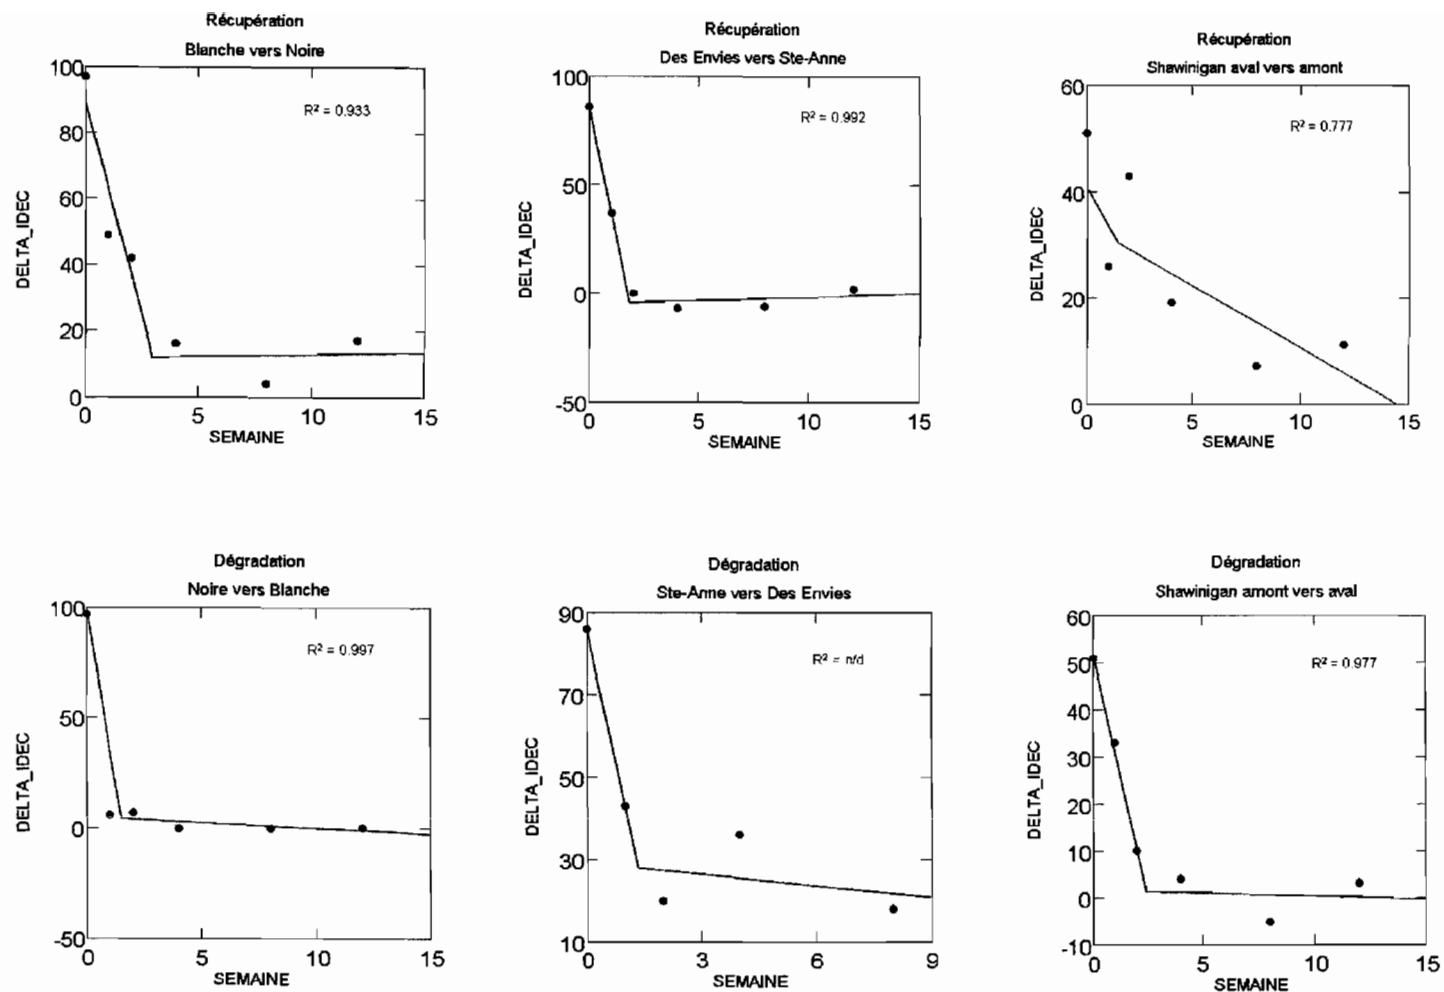 Récupération
Blanche vers Noire
100
80
60
40
20
0
R² = 0.933
DELTA_IDEC
0 5 10 15
SEMAINE
Récupération
Des Envies vers Ste-Anne
100
50
0
-50
R² = 0.992
DELTA_IDEC
0 5 10 15
SEMAINE
Récupération
Shawinigan aval vers amont
60
40
20
0
R² = 0.777
DELTA_IDEC
0 5 10 15
SEMAINE
Dégradation
Noire vers Blanche
100
50
0
-50
R² = 0.997
DELTA_IDEC
0 5 10 15
SEMAINE
Dégradation
Ste-Anne vers Des Envies
90
70
50
30
10
R² = n/d
DELTA_IDEC
0 3 6 9
SEMAINE
Dégradation
Shawinigan amont vers aval
60
50
40
30
20
10
0
-10
R² = 0.977
DELTA_IDEC
0 5 10 15
SEMAINE